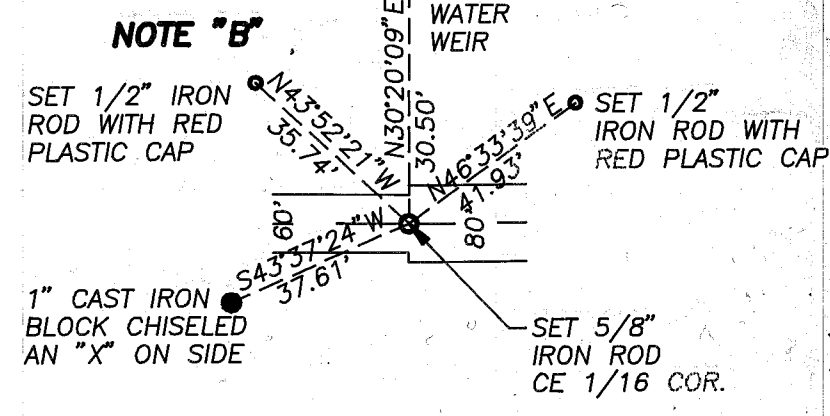 NOTE "B"
WATER
WEIR
SET 1/2" IRON
ROD WITH RED
PLASTIC CAP
N43°52'21"W
35.74'
N30°20'09"E
30.50'
N46°33'39"E
41.93'
SET 1/2"
IRON ROD WITH
RED PLASTIC CAP
60'
80'
S43°37'24"W
37.61'
1" CAST IRON
BLOCK CHISELED
AN "X" ON SIDE
SET 5/8"
IRON ROD
CE 1/16 COR.